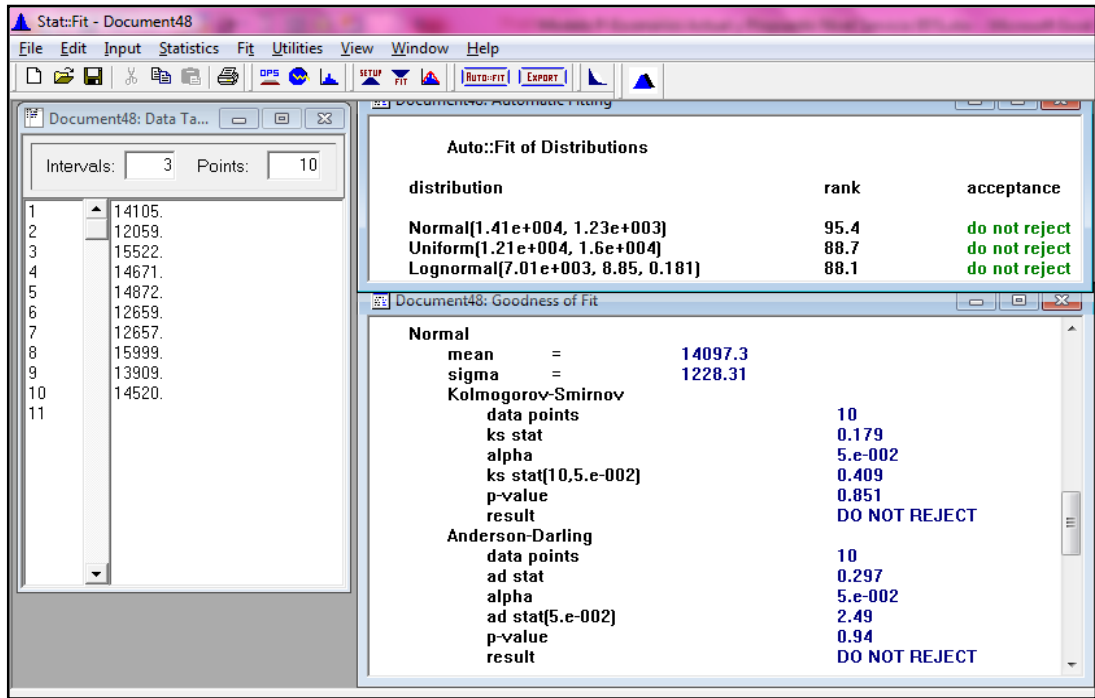 Stat::Fit - Document48
File Edit Input Statistics Fit Utilities View Window Help
OPS SETUP FIT AUTO::FIT EXPORT
Document48: Data Ta...
Intervals: 3 Points: 10
1 14105.
2 12059.
3 15522.
4 14671.
5 14872.
6 12659.
7 12657.
8 15999.
9 13909.
10 14520.
11
Document48: Automatic Fitting
Auto::Fit of Distributions
distribution rank acceptance
Normal(1.41e+004, 1.23e+003) 95.4 do not reject
Uniform(1.21e+004, 1.6e+004) 88.7 do not reject
Lognormal(7.01e+003, 8.85, 0.181) 88.1 do not reject
Document48: Goodness of Fit
Normal
mean = 14097.3
sigma = 1228.31
Kolmogorov-Smirnov
data points 10
ks stat 0.179
alpha 5.e-002
ks stat(10,5.e-002) 0.409
p-value 0.851
result DO NOT REJECT
Anderson-Darling
data points 10
ad stat 0.297
alpha 5.e-002
ad stat(5.e-002) 2.49
p-value 0.94
result DO NOT REJECT